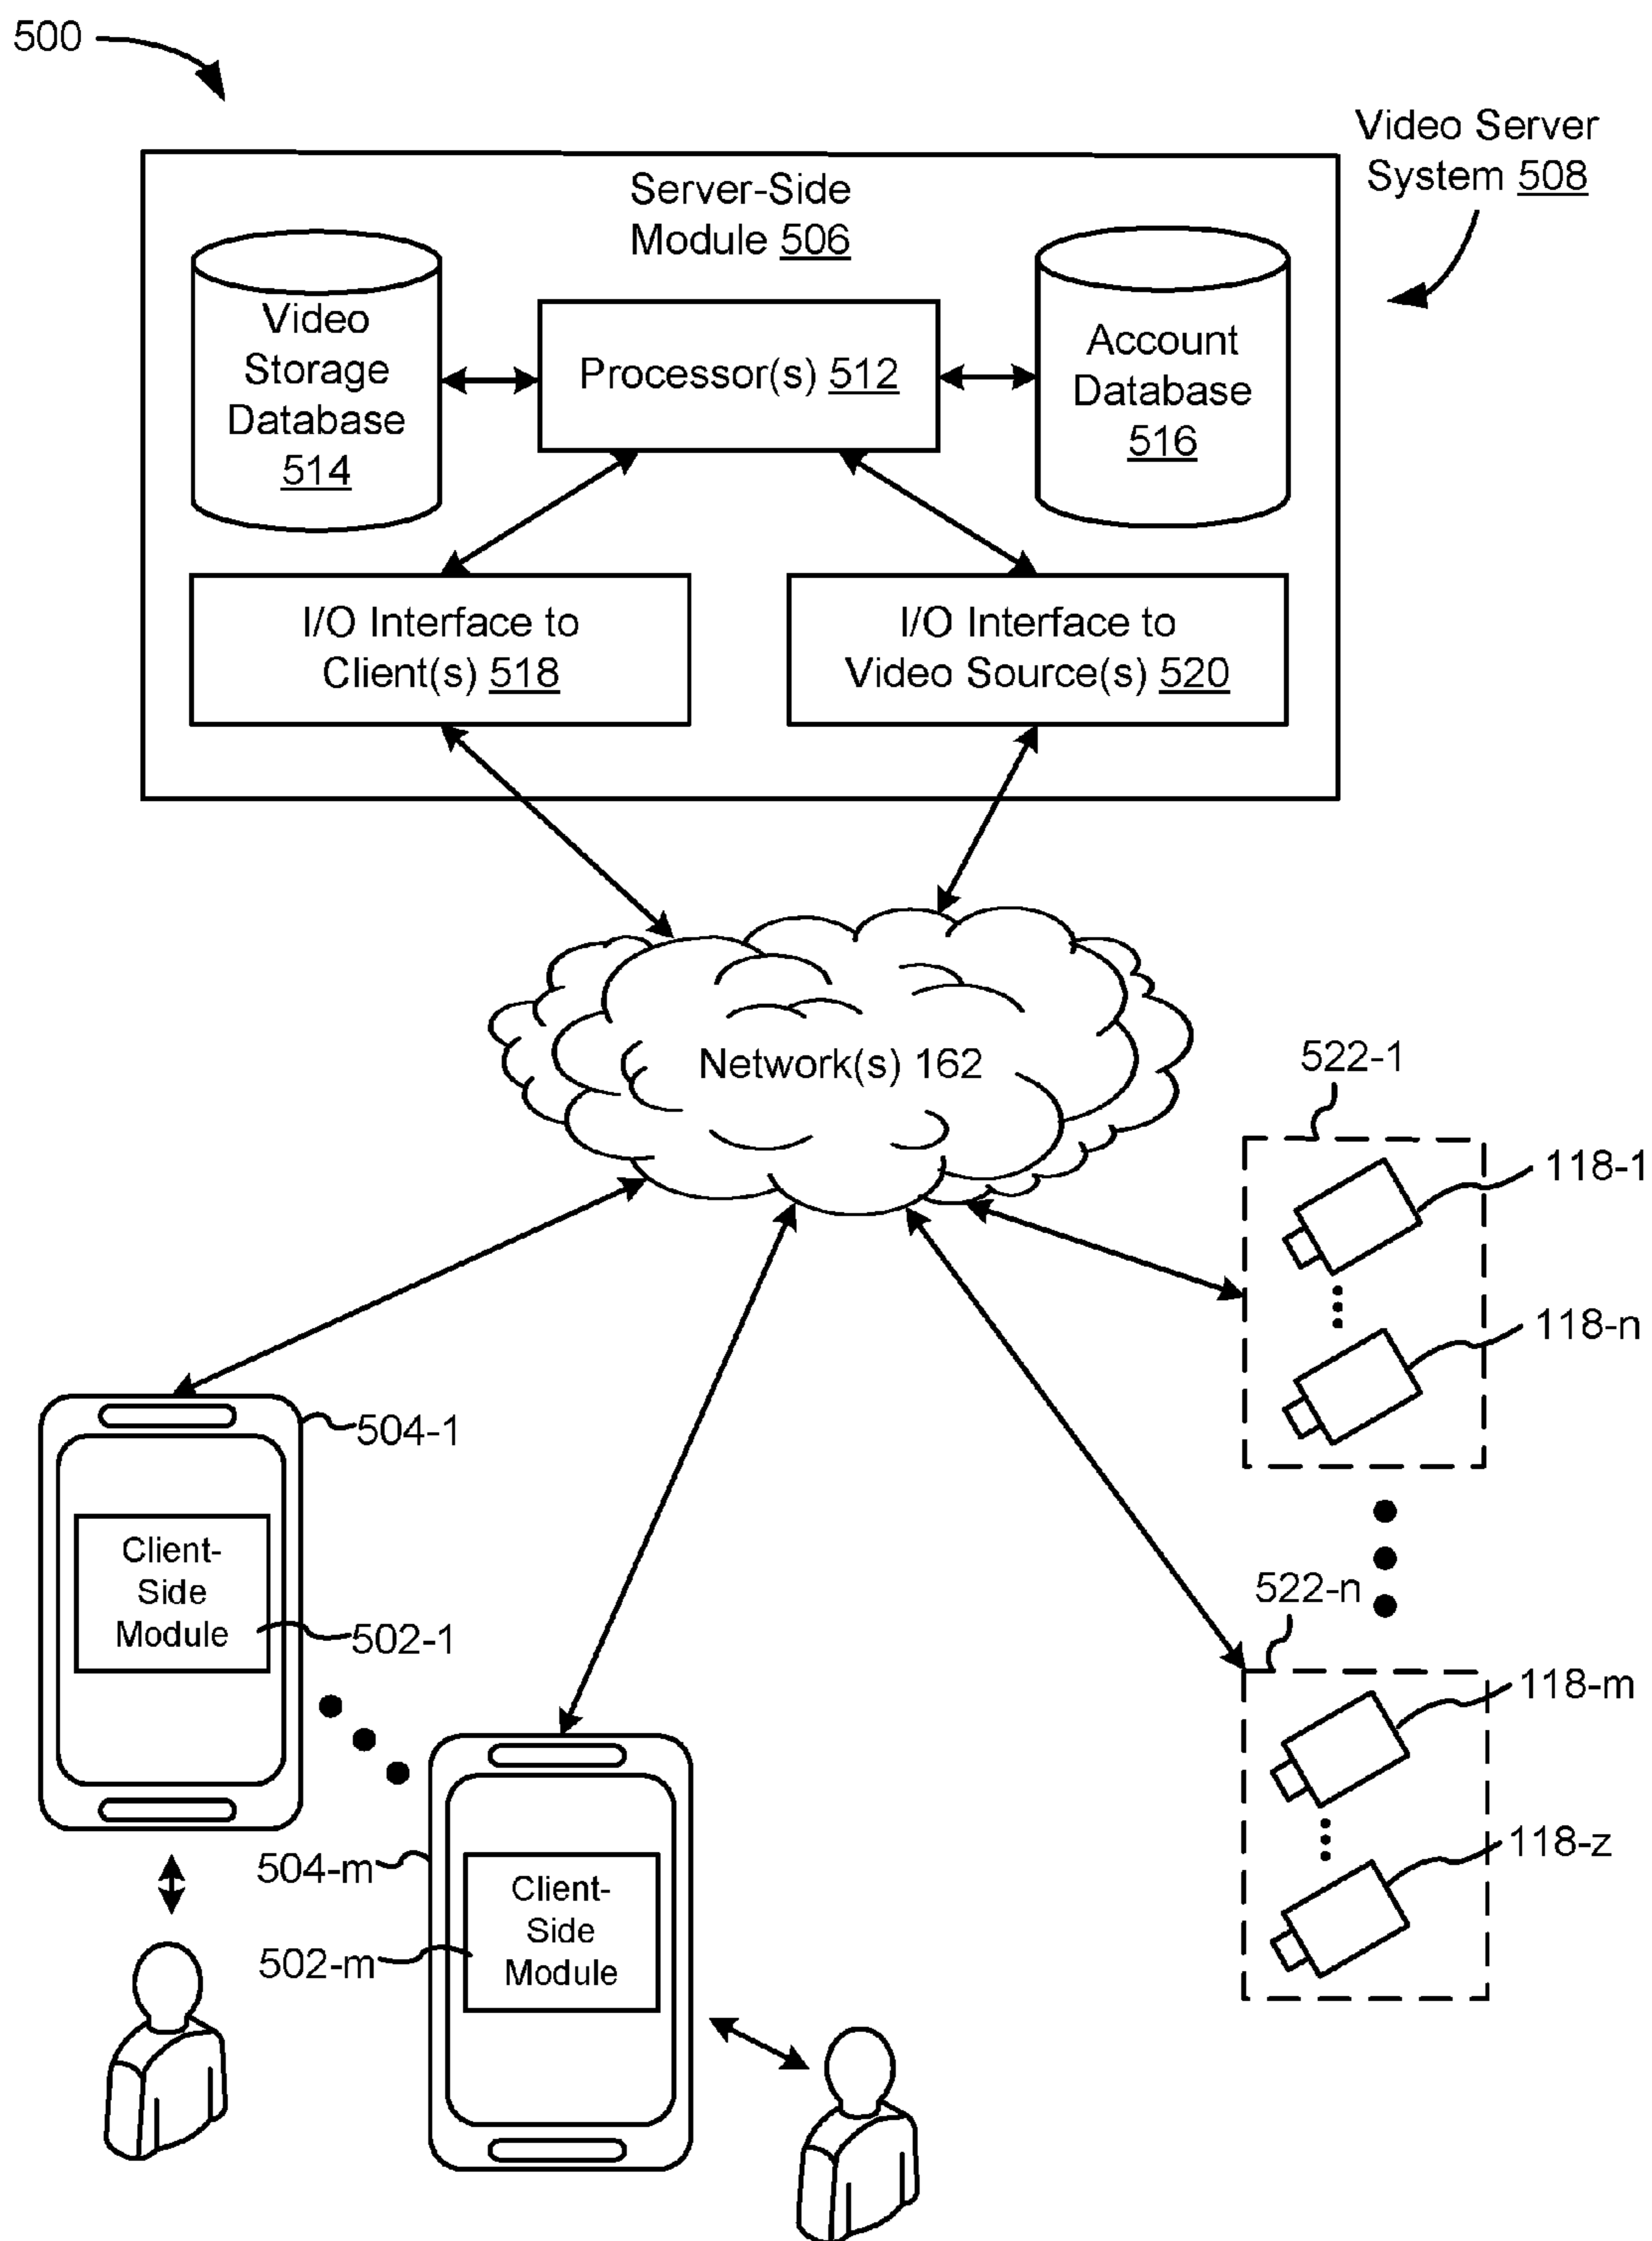 500
Video Server
System 508
Server-Side
Module 506
Video
Storage
Database
514
Processor(s) 512
Account
Database
516
I/O Interface to
Client(s) 518
I/O Interface to
Video Source(s) 520
Network(s) 162
522-1
118-1
118-n
504-1
Client-
Side
Module
502-1
522-n
118-m
118-z
504-m
Client-
Side
Module
502-m